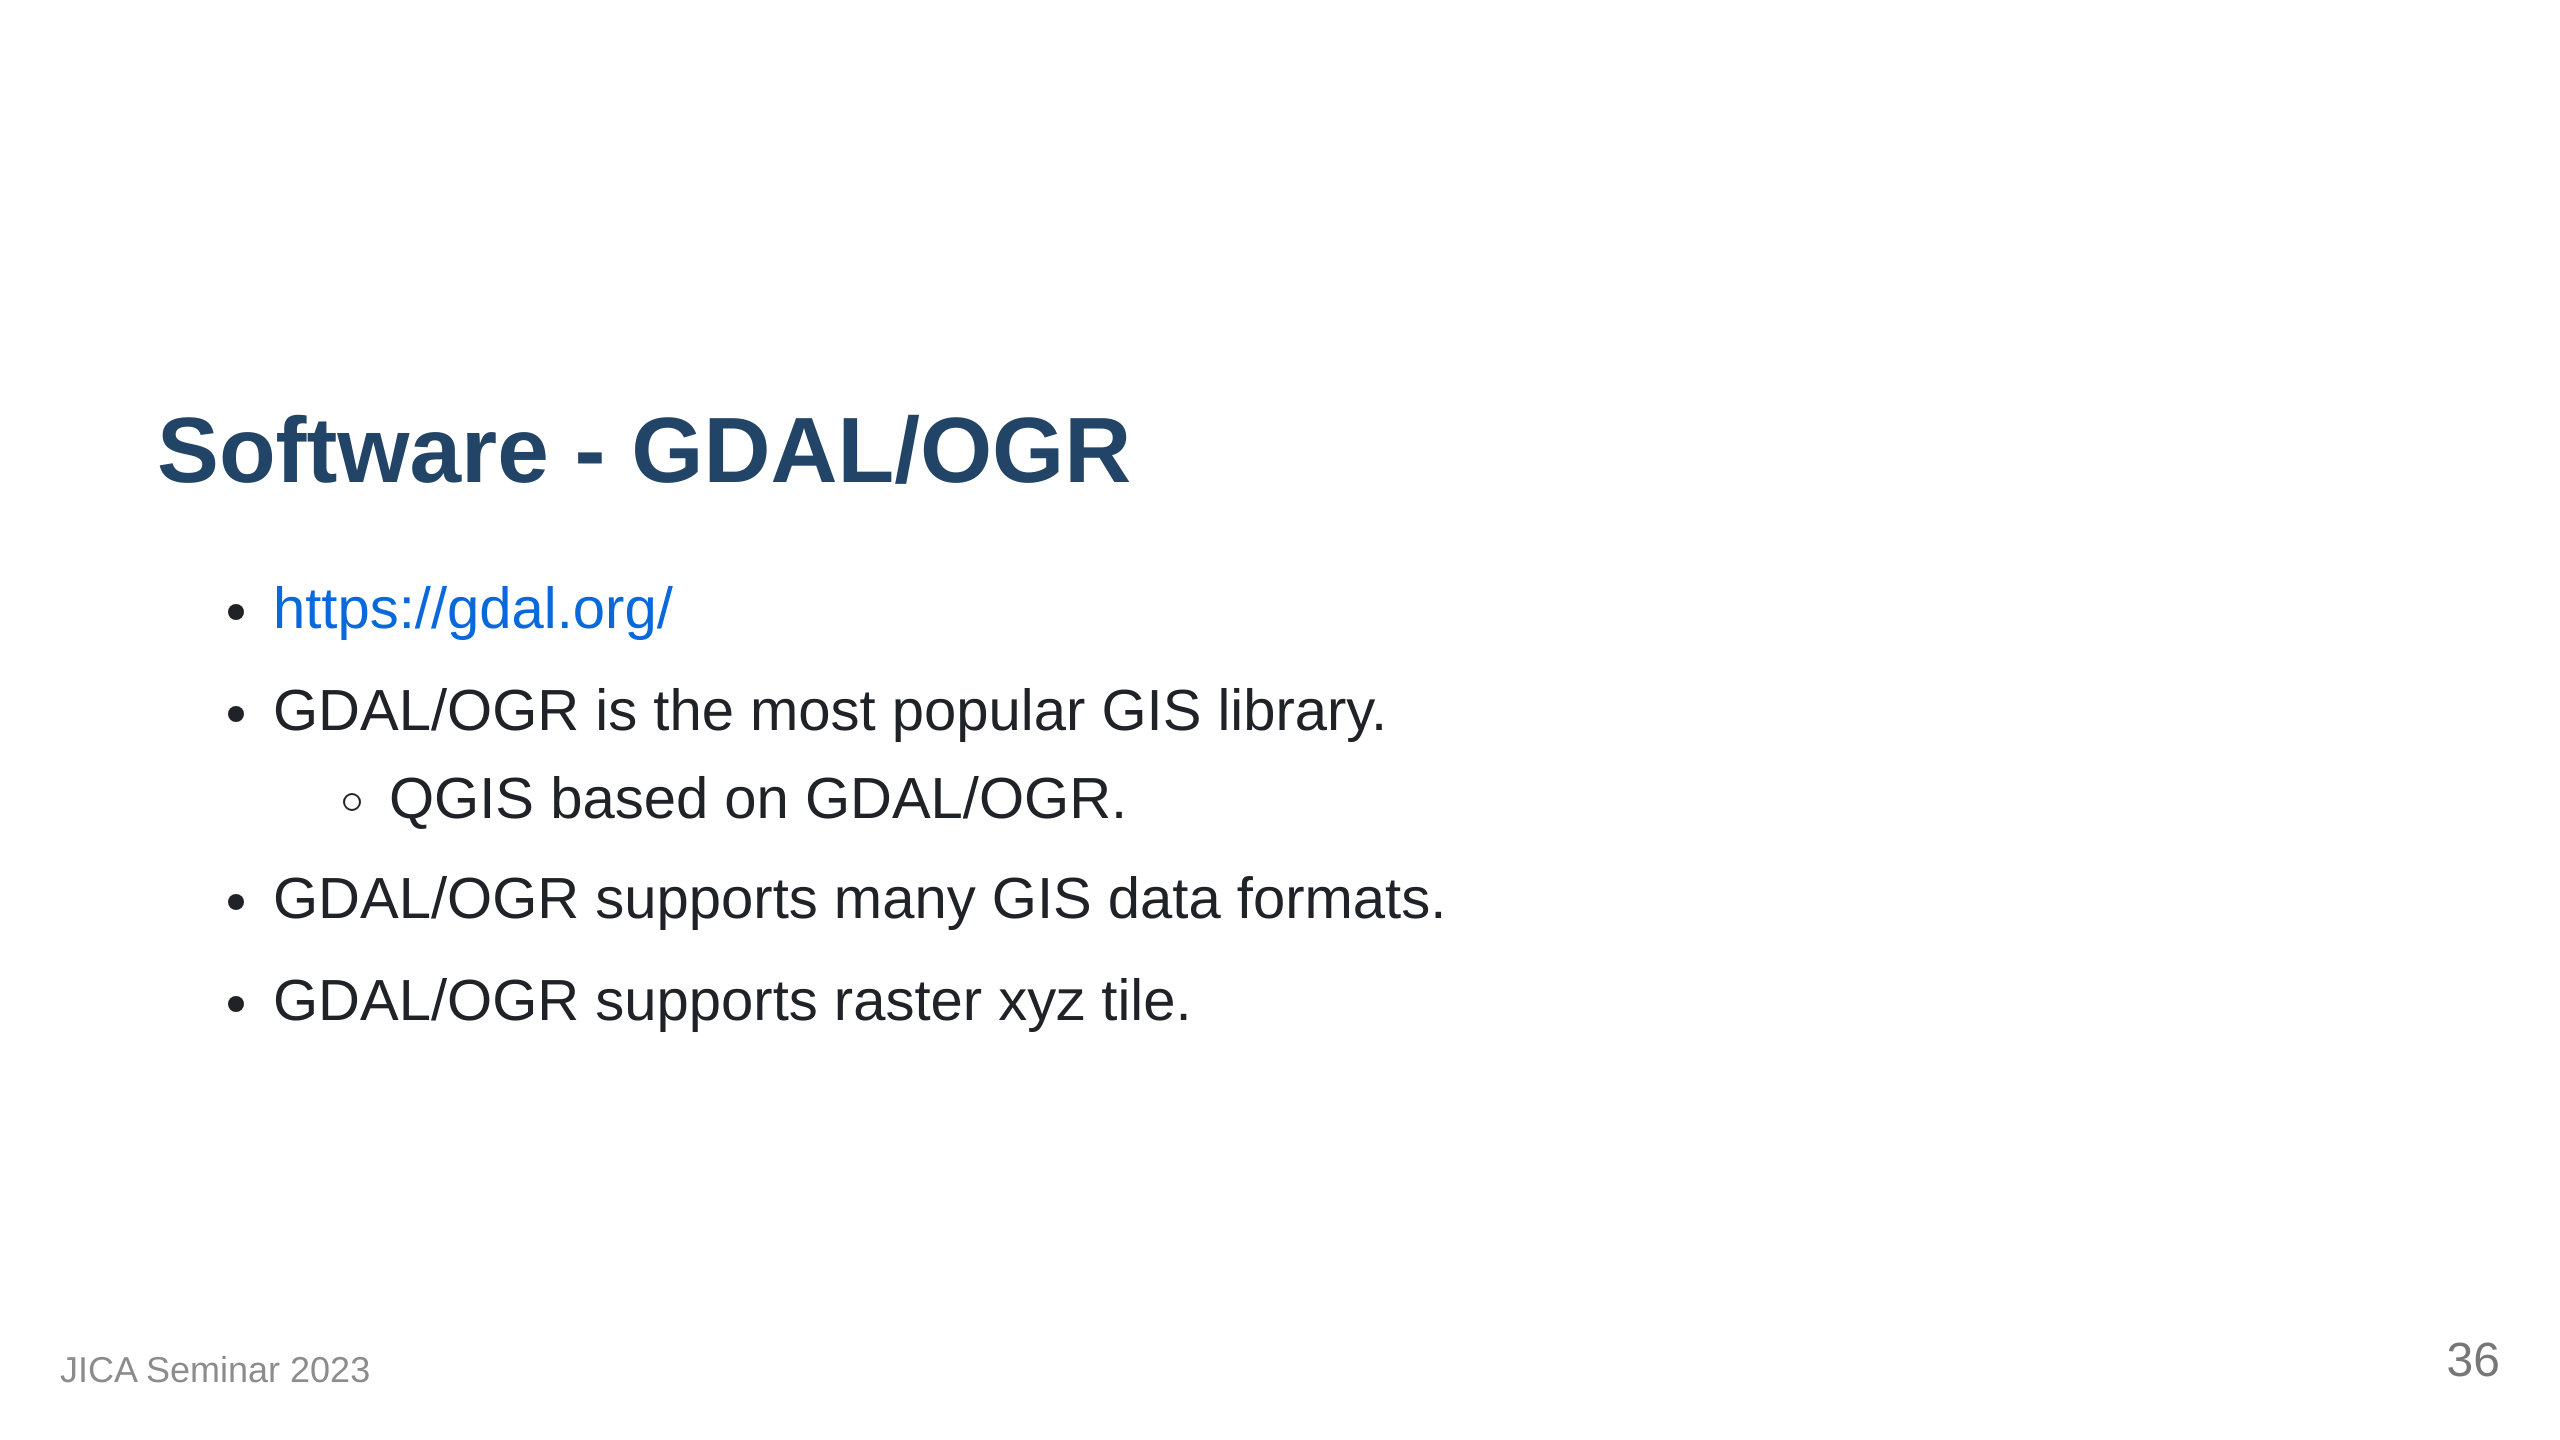 Software - GDAL/OGR
https://gdal.org/
GDAL/OGR is the most popular GIS library.
QGIS based on GDAL/OGR.
GDAL/OGR supports many GIS data formats.
GDAL/OGR supports raster xyz tile.
JICA Seminar 2023
36